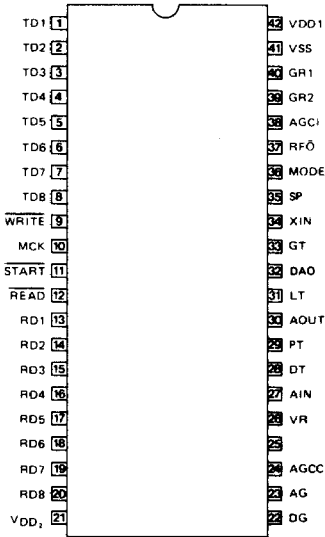 TD1 1 42 VDD1
TD2 2 41 VSS
TD3 3 40 GR1
TD4 4 39 GR2
TD5 5 38 AGCI
TD6 6 37 RFO
TD7 7 36 MODE
TD8 8 35 SP
WRITE 9 34 XIN
MCK 10 33 GT
START 11 32 DAO
READ 12 31 LT
RD1 13 30 AOUT
RD2 14 29 PT
RD3 15 28 DT
RD4 16 27 AIN
RD5 17 26 VR
RD6 18 25
RD7 19 24 AGCC
RD8 20 23 AG
VDD2 21 22 DG